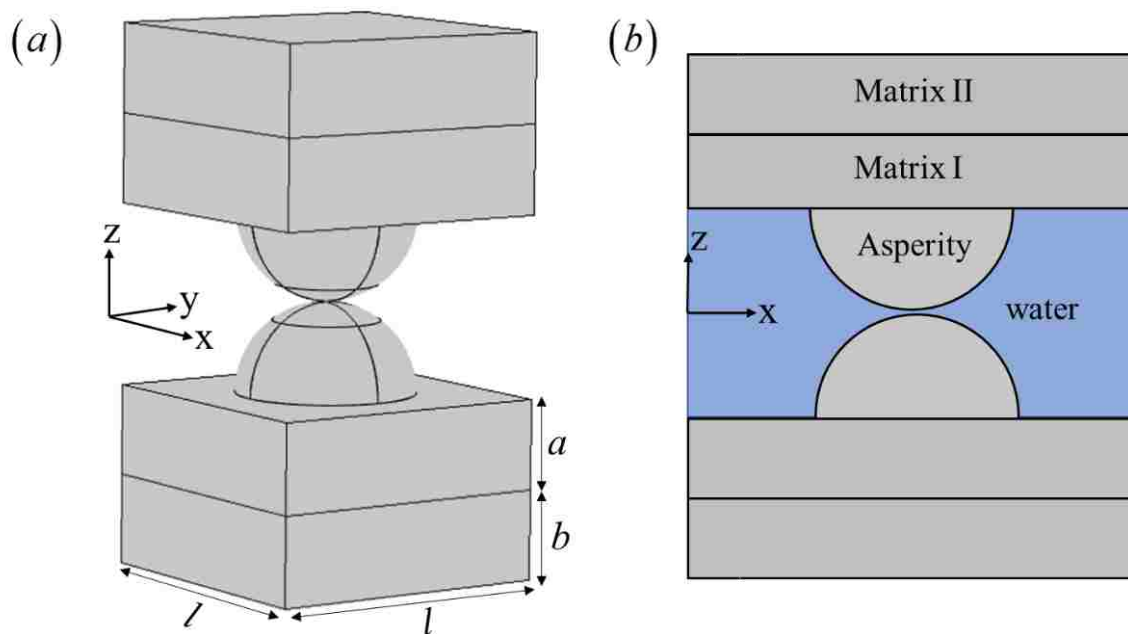 (a)
z
y
x
a
b
l
l
(b)
Matrix II
Matrix I
Asperity
z
x
water